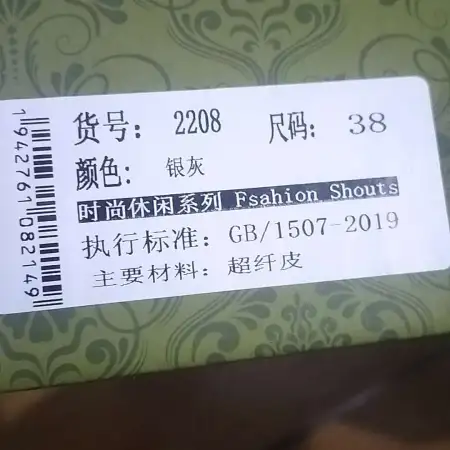 货号： 2208 尺码： 38
颜色： 银灰
时尚休闲系列 Fsahion Shouts
执行标准：GB/1507-2019
主要材料：超纤皮
1942761082149